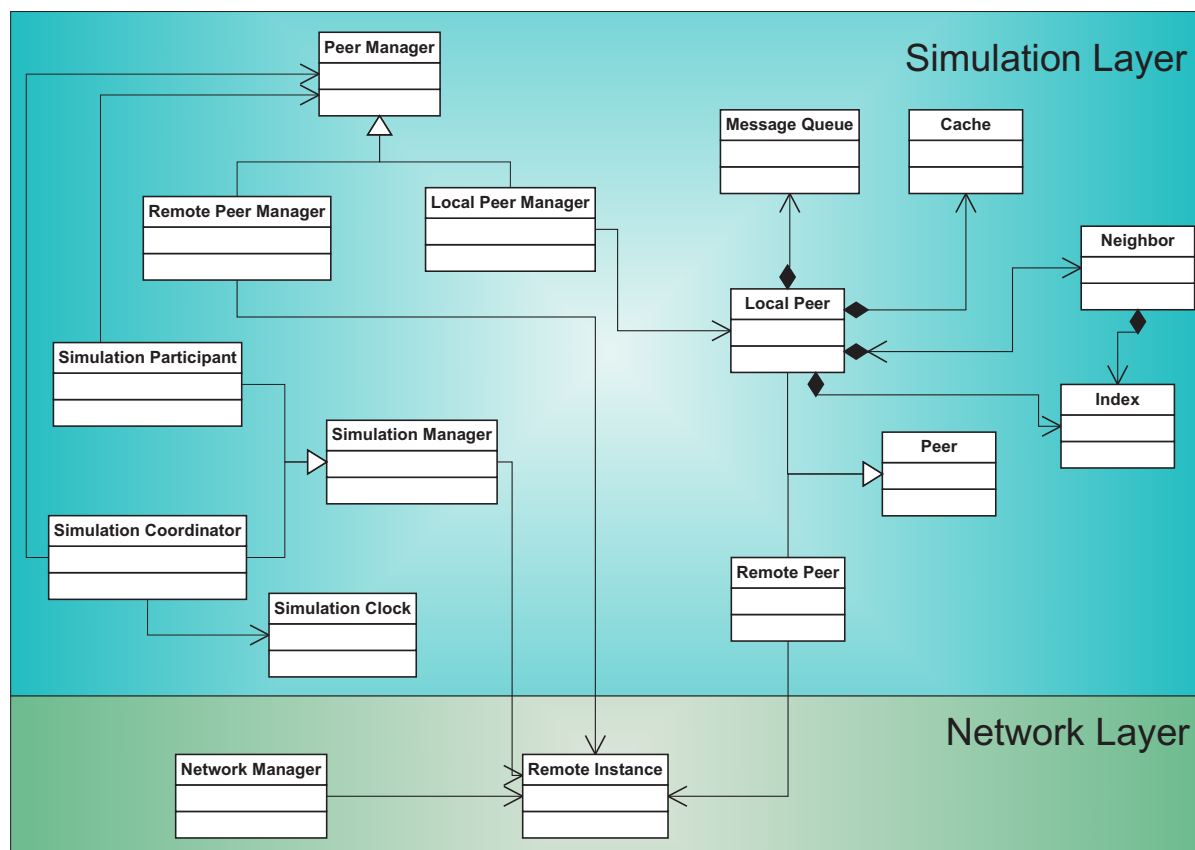 Peer Manager
Simulation Layer
Message Queue
Cache
Remote Peer Manager
Local Peer Manager
Neighbor
Local Peer
Simulation Participant
Index
Simulation Manager
Peer
Simulation Coordinator
Remote Peer
Simulation Clock
Network Layer
Network Manager
Remote Instance